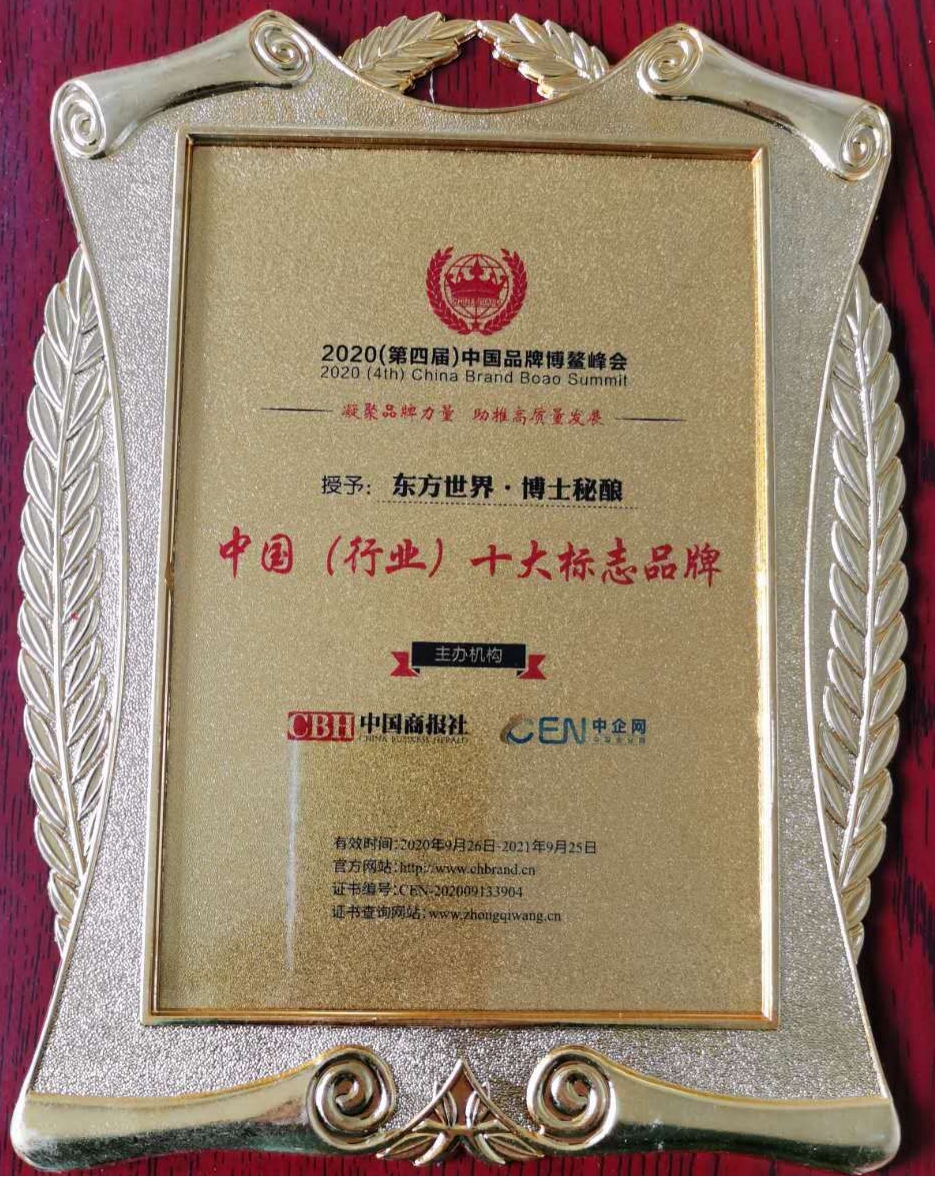 CHINA BRAND
2020(第四届)中国品牌博鳌峰会
2020 (4th) China Brand Boao Summit
凝聚品牌力量 助推高质量发展
授予: 东方世界·博士秘酿
中国（行业）十大标志品牌
主办机构
CBH 中国商报社 CEN 中企网
CHINA BUSINESS HERALD
有效时间:2020年9月26日-2021年9月25日
官方网站:http://www.chbrand.cn
证书编号:CEN-202009133904
证书查询网站:www.zhongqiwang.cn